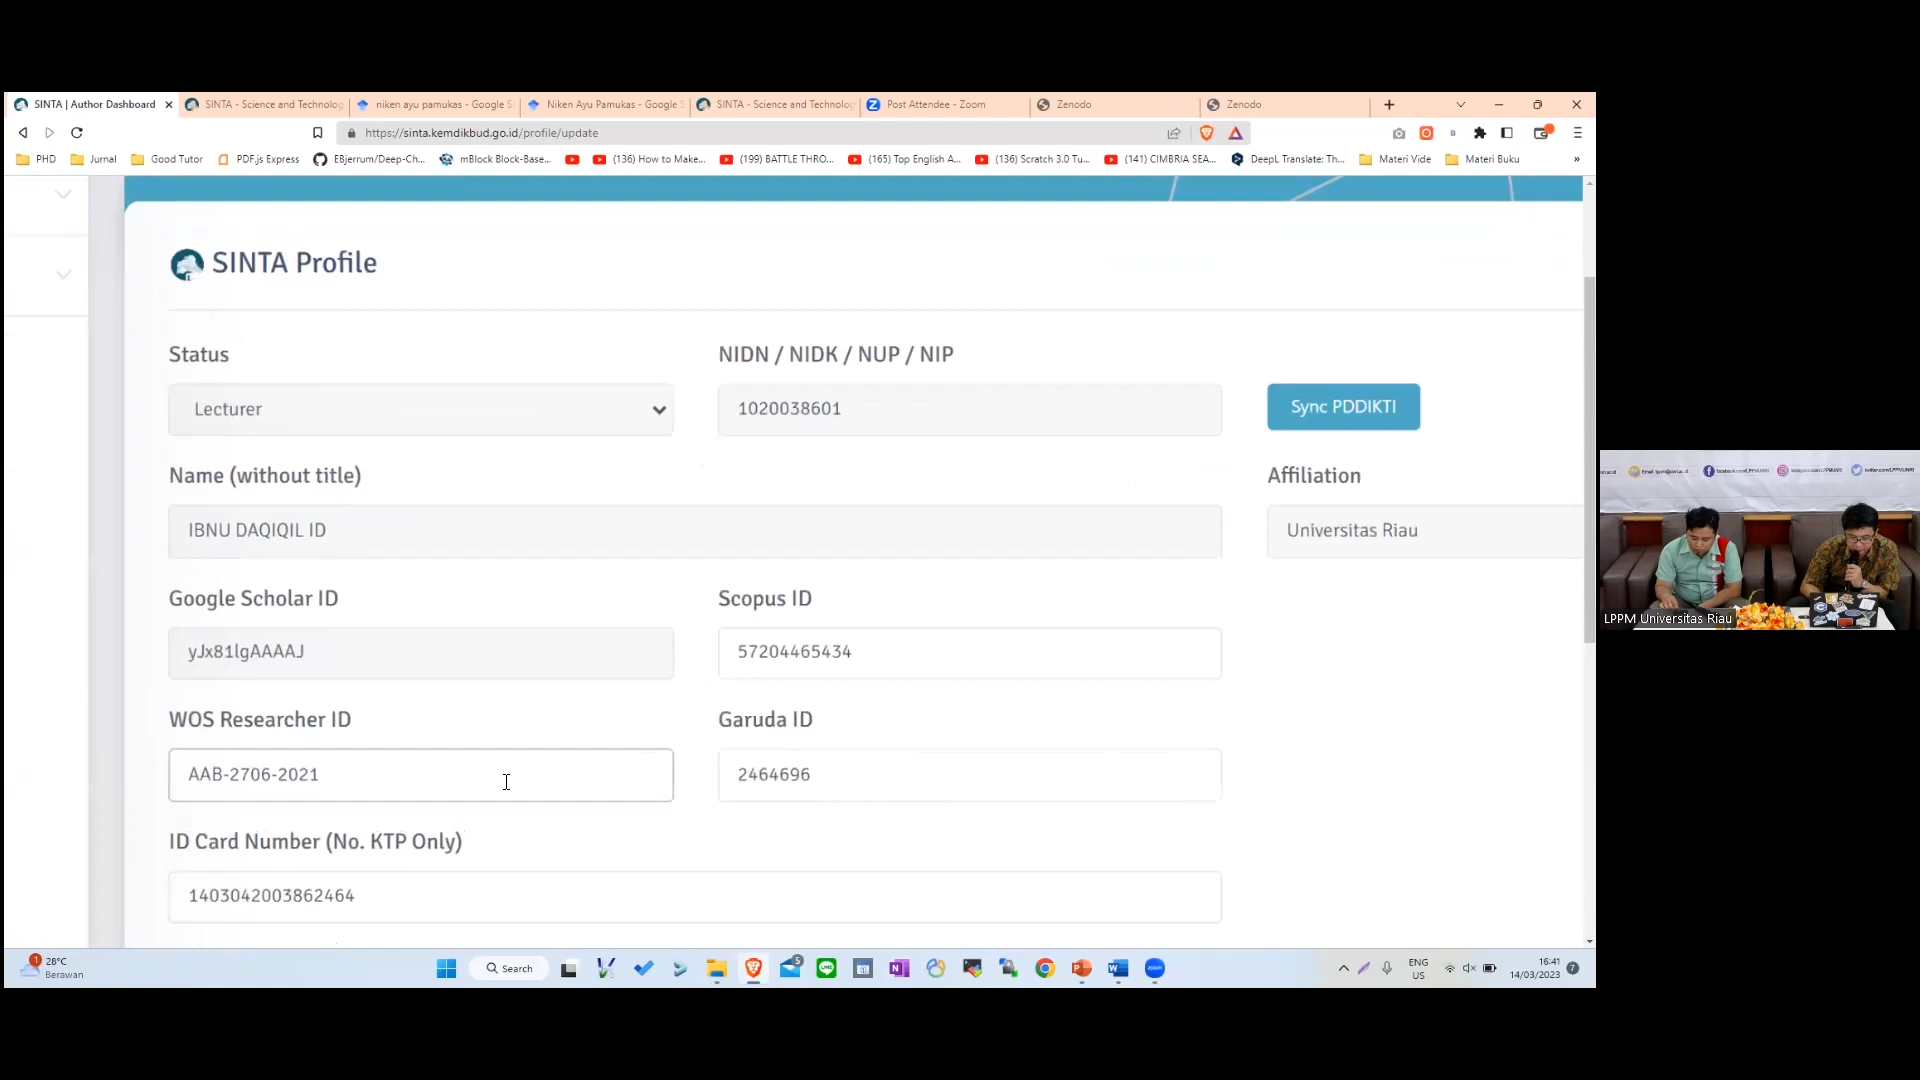 SINTA | Author Dashboard
SINTA - Science and Technolog
niken ayu pamukas - Google S
Niken Ayu Pamukas - Google S
SINTA - Science and Technolog
Post Attendee - Zoom
Zenodo
Zenodo
https://sinta.kemdikbud.go.id/profile/update
PHD
Jurnal
Good Tutor
PDF.js Express
EBjerrum/Deep-Ch...
mBlock Block-Base...
(136) How to Make...
(199) BATTLE THRO...
(165) Top English A...
(136) Scratch 3.0 Tu...
(141) CIMBRIA SEA...
DeepL Translate: Th...
Materi Vide
Materi Buku
»
SINTA Profile
Status
NIDN / NIDK / NUP / NIP
Lecturer
1020038601
Sync PDDIKTI
Name (without title)
Affiliation
IBNU DAQIQIL ID
Universitas Riau
Google Scholar ID
Scopus ID
yJx81lgAAAAJ
57204465434
WOS Researcher ID
Garuda ID
AAB-2706-2021
2464696
ID Card Number (No. KTP Only)
1403042003862464
LPPM Universitas Riau
1
28°C
Berawan
Search
5
ENG
US
16:41
14/03/2023
7